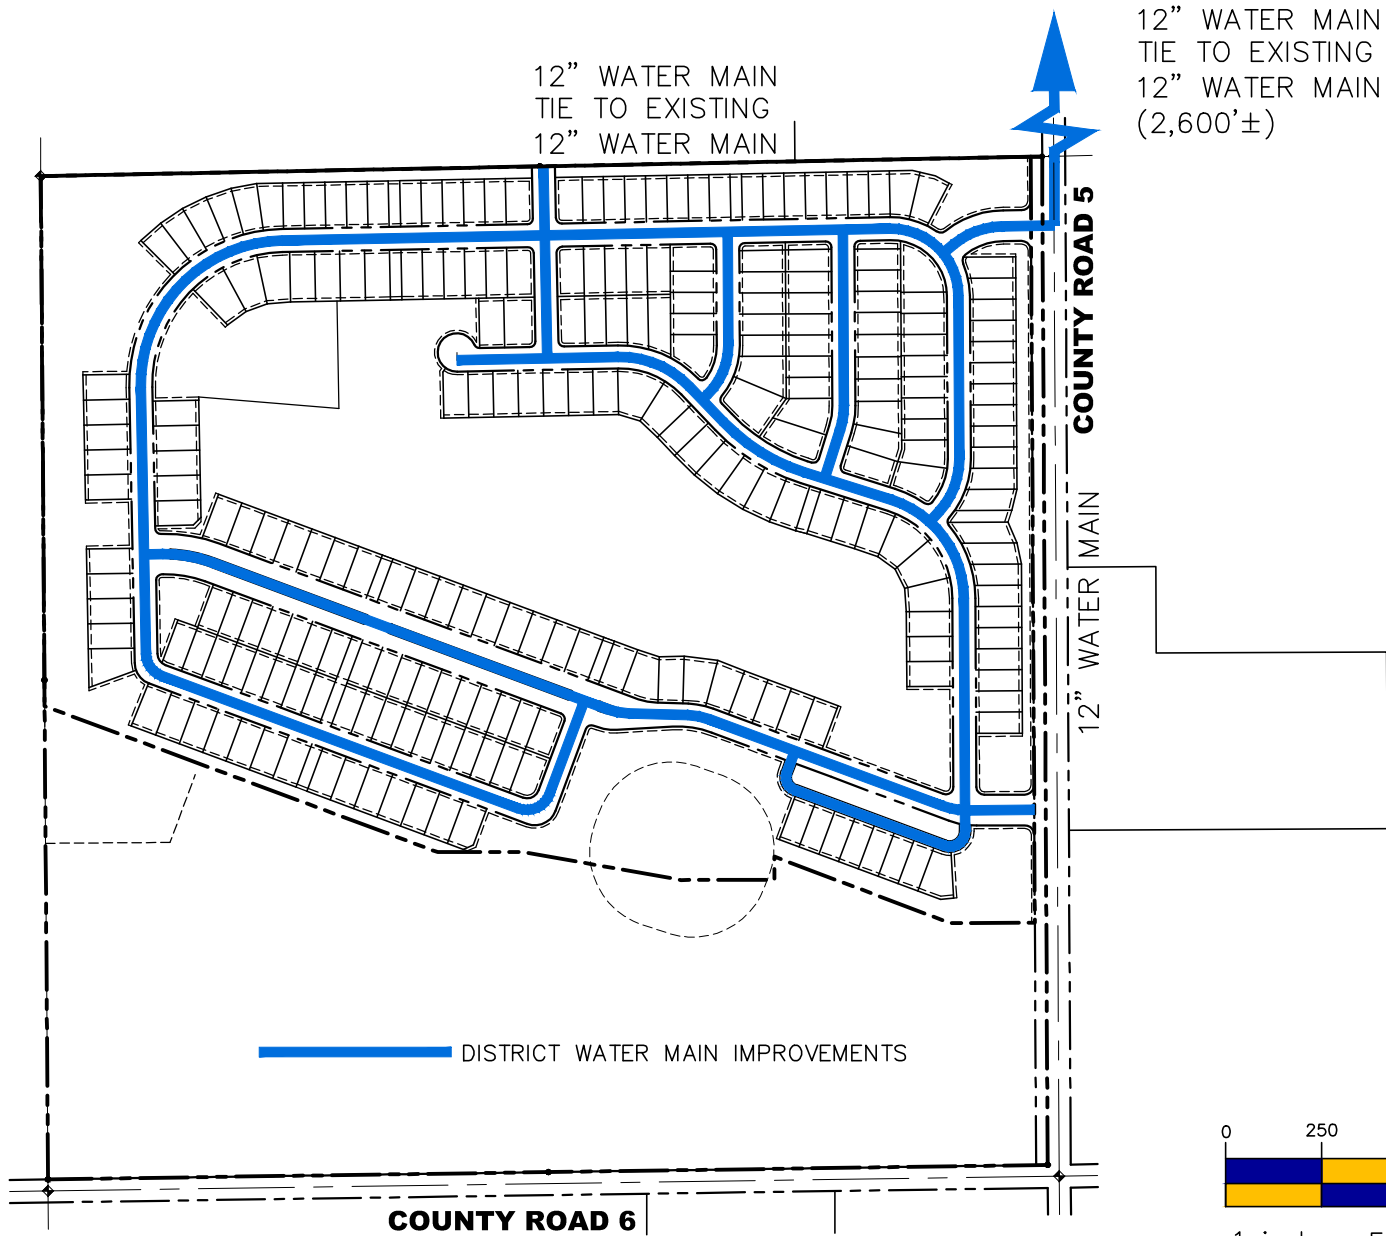 12” WATER MAIN
TIE TO EXISTING
12” WATER MAIN
(2,600’±)
12” WATER MAIN
TIE TO EXISTING
12” WATER MAIN
COUNTY ROAD 5
12” WATER MAIN
DISTRICT WATER MAIN IMPROVEMENTS
0 250
COUNTY ROAD 6